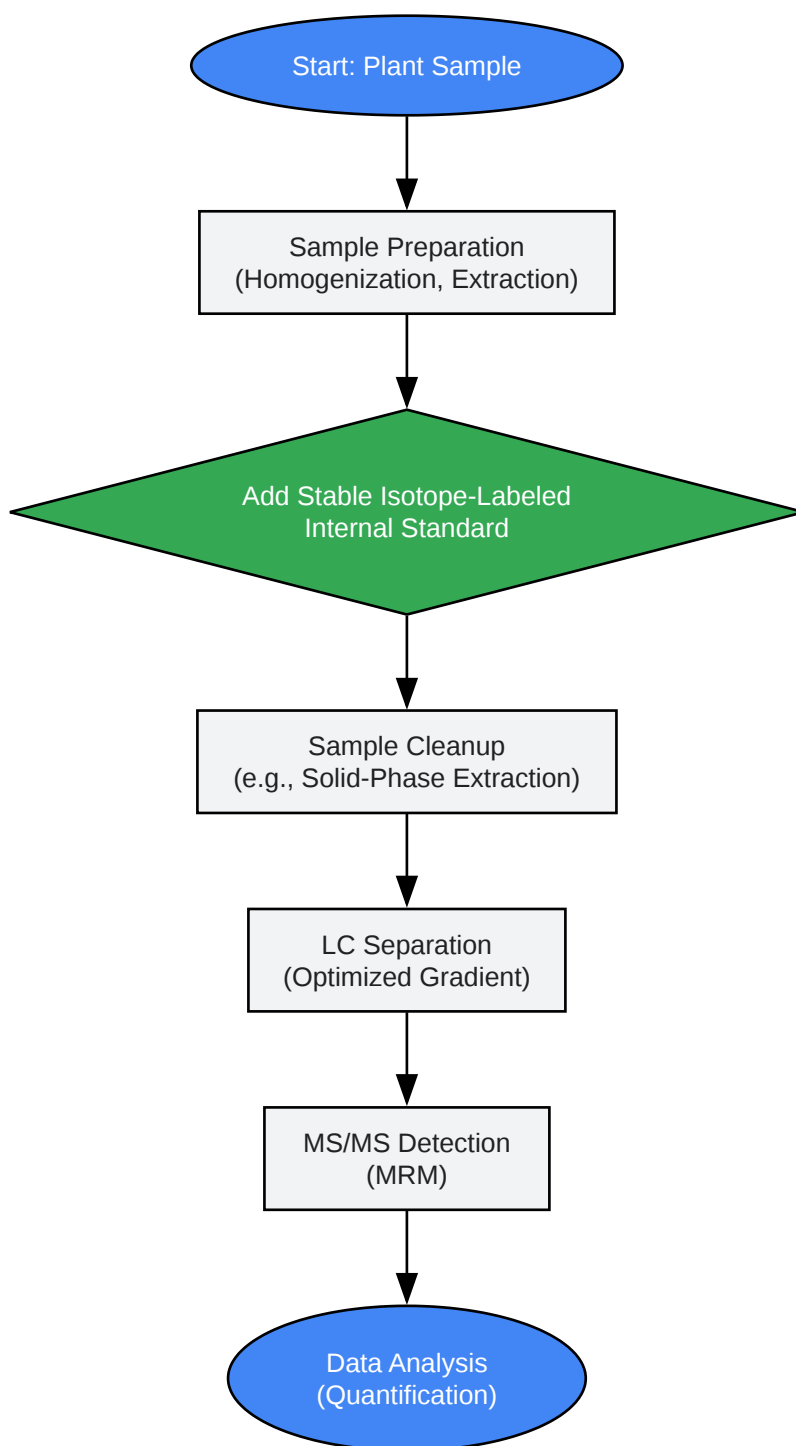 Start: Plant Sample
Sample Preparation
(Homogenization, Extraction)
Add Stable Isotope-Labeled
Internal Standard
Sample Cleanup
(e.g., Solid-Phase Extraction)
LC Separation
(Optimized Gradient)
MS/MS Detection
(MRM)
Data Analysis
(Quantification)